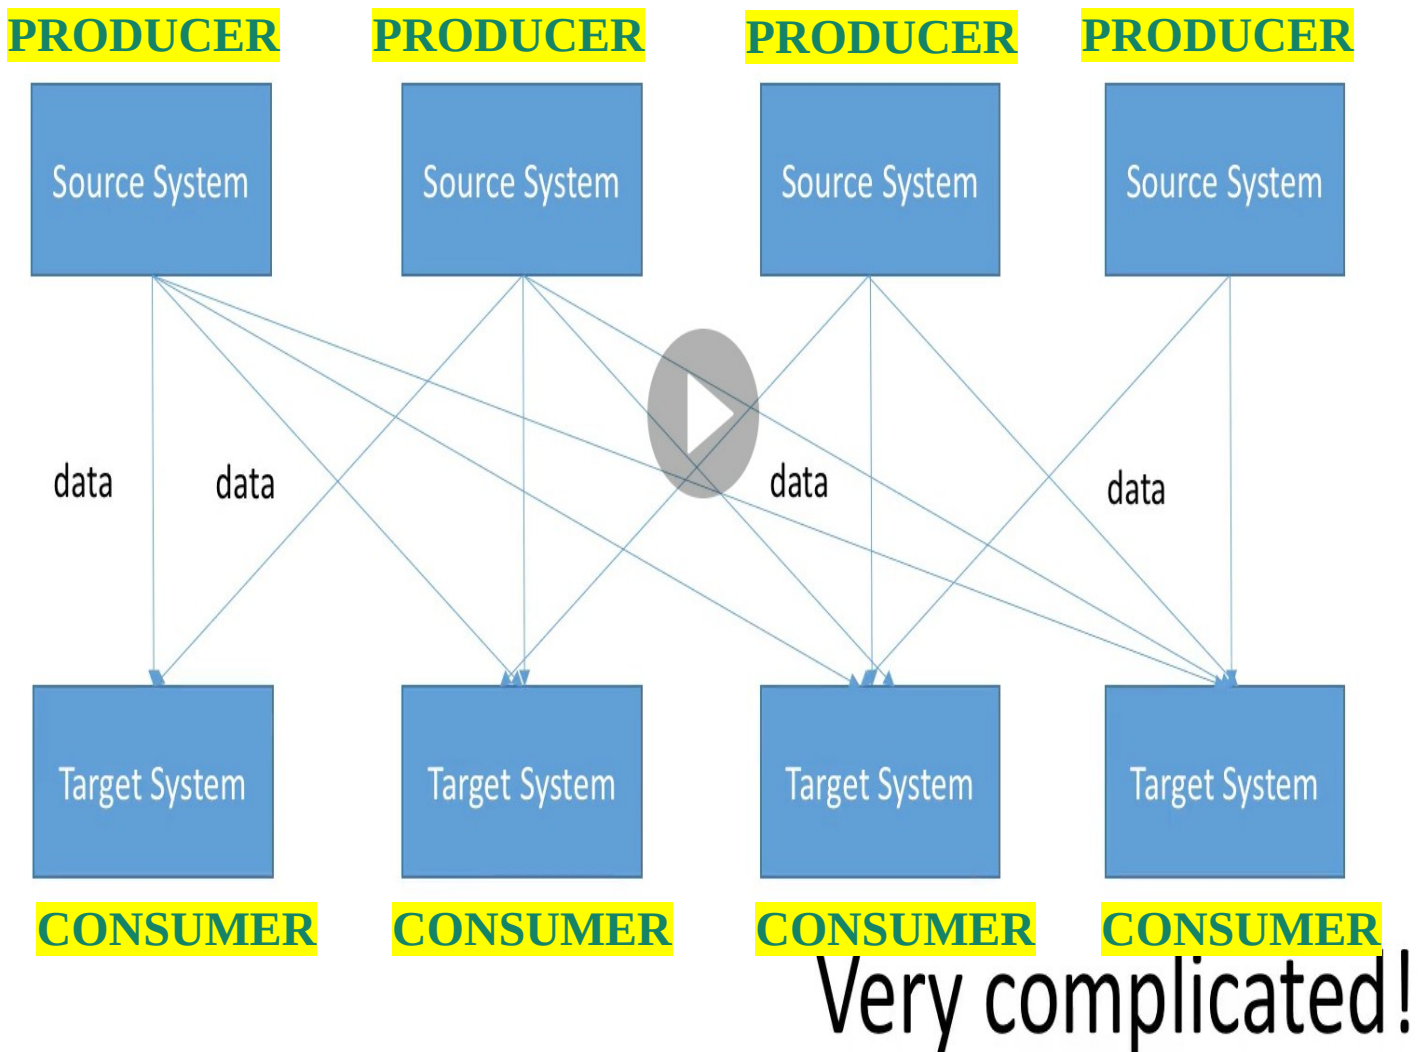 PRODUCER PRODUCER PRODUCER PRODUCER
Source System Source System Source System Source System
data data data data
Target System Target System Target System Target System
CONSUMER CONSUMER CONSUMER CONSUMER
Very complicated!